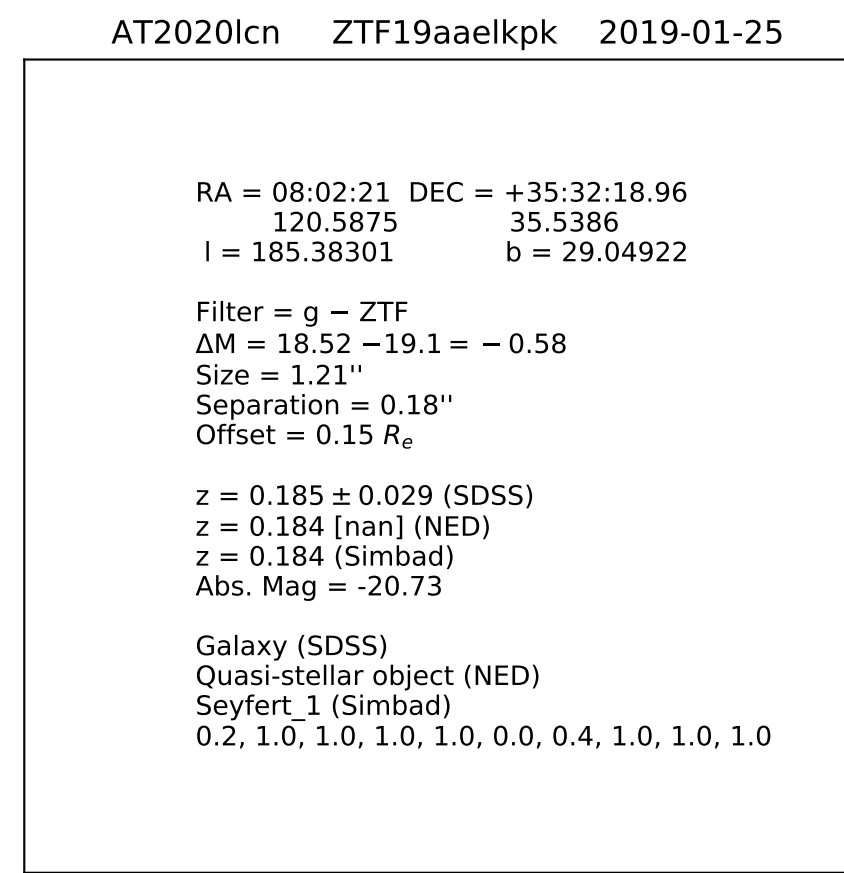 AT2020lcn ZTF19aaelkpk 2019-01-25
RA = 08:02:21 DEC = +35:32:18.96
120.5875 35.5386
l = 185.38301 b = 29.04922
Filter = g − ZTF
ΔM = 18.52 −19.1 = − 0.58
Size = 1.21''
Separation = 0.18''
Offset = 0.15 Rₑ
z = 0.185 ± 0.029 (SDSS)
z = 0.184 [nan] (NED)
z = 0.184 (Simbad)
Abs. Mag = -20.73
Galaxy (SDSS)
Quasi-stellar object (NED)
Seyfert_1 (Simbad)
0.2, 1.0, 1.0, 1.0, 1.0, 0.0, 0.4, 1.0, 1.0, 1.0